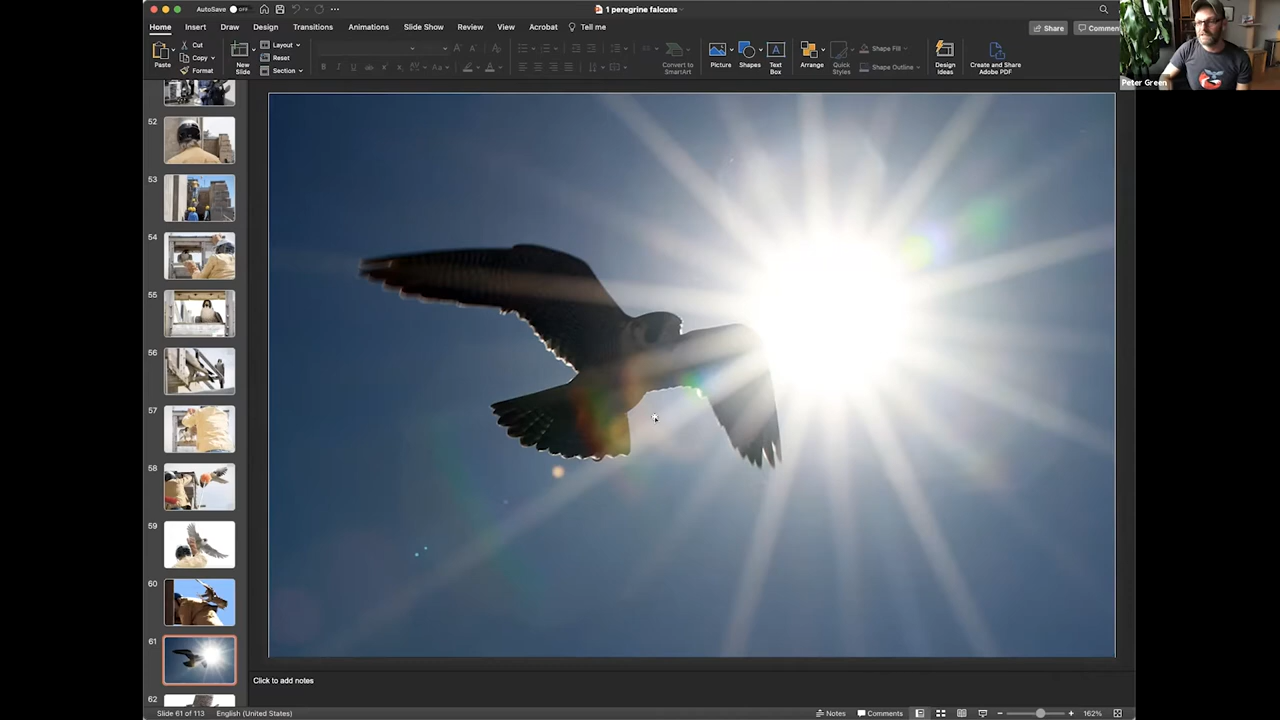 AutoSave OFF
1 peregrine falcons
Home Insert Draw Design Transitions Animations Slide Show Review View Acrobat Tell me
Share Commen
Paste
Cut
Copy
Format
New Slide
Layout
Reset
Section
Convert to SmartArt
Picture
Shapes
Text Box
Arrange
Quick Styles
Shape Fill
Shape Outline
Design Ideas
Create and Share Adobe PDF
Peter Green
52
53
54
55
56
57
58
59
60
61
62
Click to add notes
Slide 61 of 113 English (United States) Notes Comments 162%